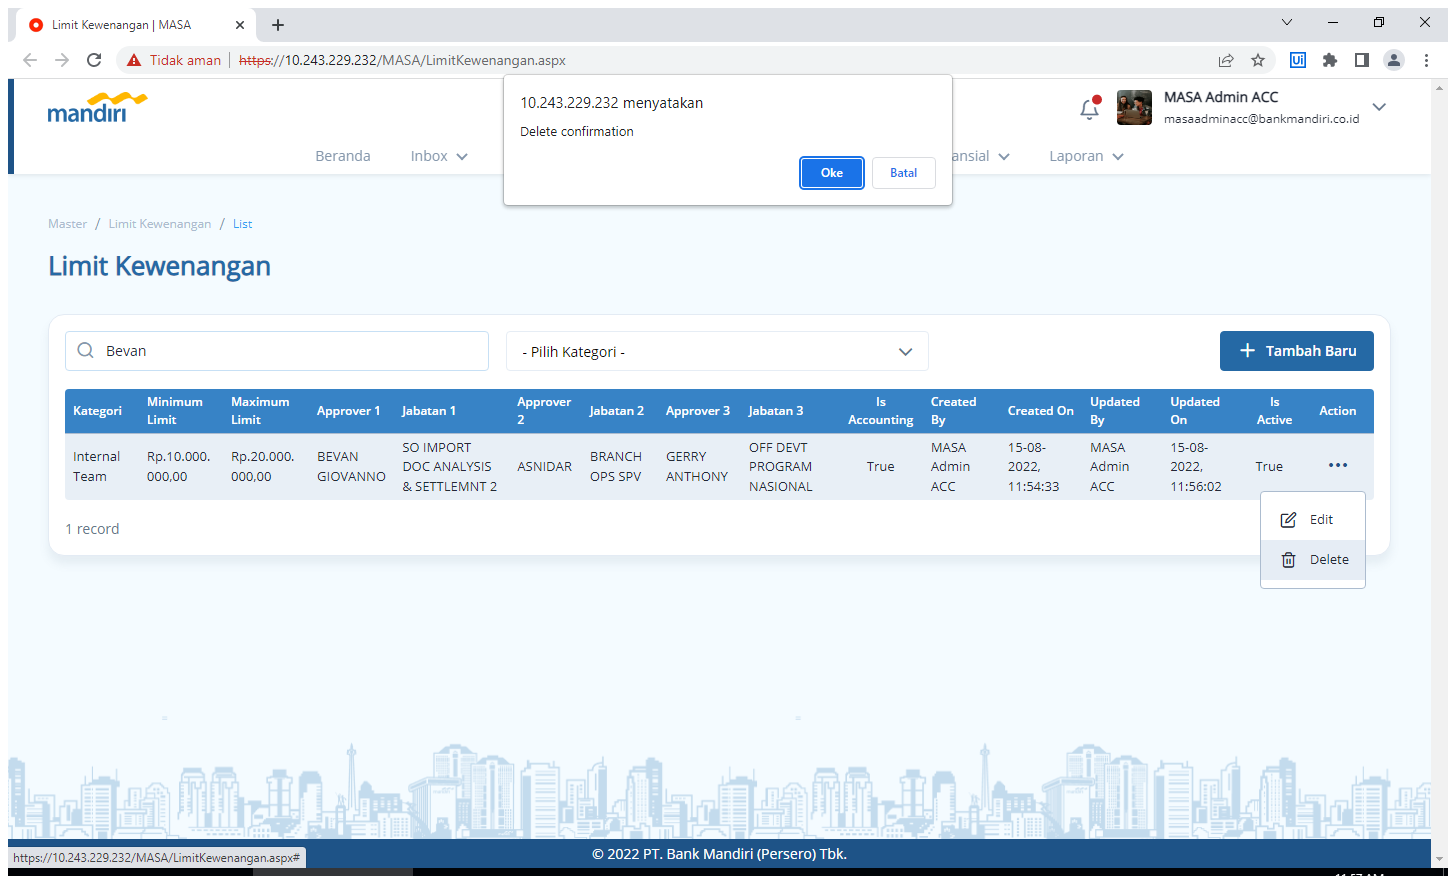 Limit Kewenangan | MASA
Tidak aman
https://10.243.229.232/MASA/LimitKewenangan.aspx
Ui
10.243.229.232 menyatakan
Delete confirmation
Oke
Batal
mandiri
MASA Admin ACC
masaadminacc@bankmandiri.co.id
Beranda
Inbox
ansial
Laporan
Master / Limit Kewenangan / List
Limit Kewenangan
Bevan
- Pilih Kategori -
+ Tambah Baru
Kategori
Minimum
Limit
Maximum
Limit
Approver 1
Jabatan 1
Approver
2
Jabatan 2
Approver 3
Jabatan 3
Is
Accounting
Created
By
Created On
Updated
By
Updated
On
Is
Active
Action
Internal
Team
Rp.10.000.
000,00
Rp.20.000.
000,00
BEVAN
GIOVANNO
SO IMPORT
DOC ANALYSIS
& SETTLEMNT 2
ASNIDAR
BRANCH
OPS SPV
GERRY
ANTHONY
OFF DEVT
PROGRAM
NASIONAL
True
MASA
Admin
ACC
15-08-
2022,
11:54:33
MASA
Admin
ACC
15-08-
2022,
11:56:02
True
1 record
Edit
Delete
https://10.243.229.232/MASA/LimitKewenangan.aspx#
© 2022 PT. Bank Mandiri (Persero) Tbk.
11:57 AM